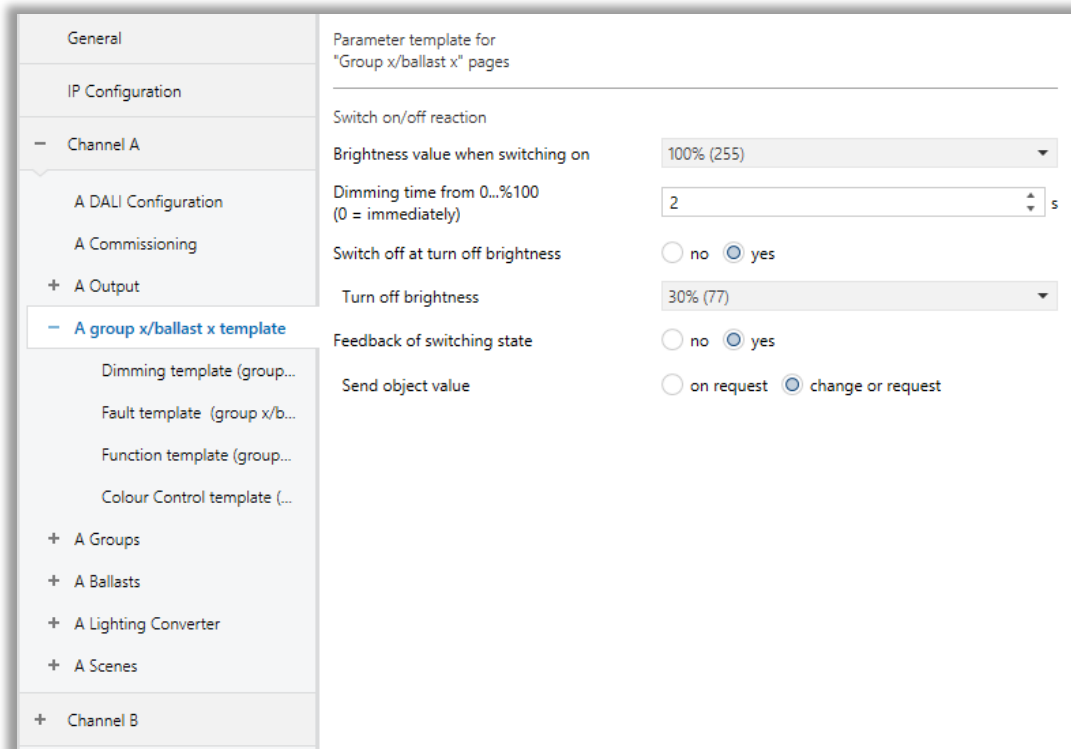 General
IP Configuration
− Channel A
A DALI Configuration
A Commissioning
+ A Output
− A group x/ballast x template
Dimming template (group...
Fault template (group x/b...
Function template (group...
Colour Control template (...
+ A Groups
+ A Ballasts
+ A Lighting Converter
+ A Scenes
+ Channel B
Parameter template for
"Group x/ballast x" pages
Switch on/off reaction
Brightness value when switching on 100% (255)
Dimming time from 0...%100
(0 = immediately) 2 s
Switch off at turn off brightness no yes
Turn off brightness 30% (77)
Feedback of switching state no yes
Send object value on request change or request